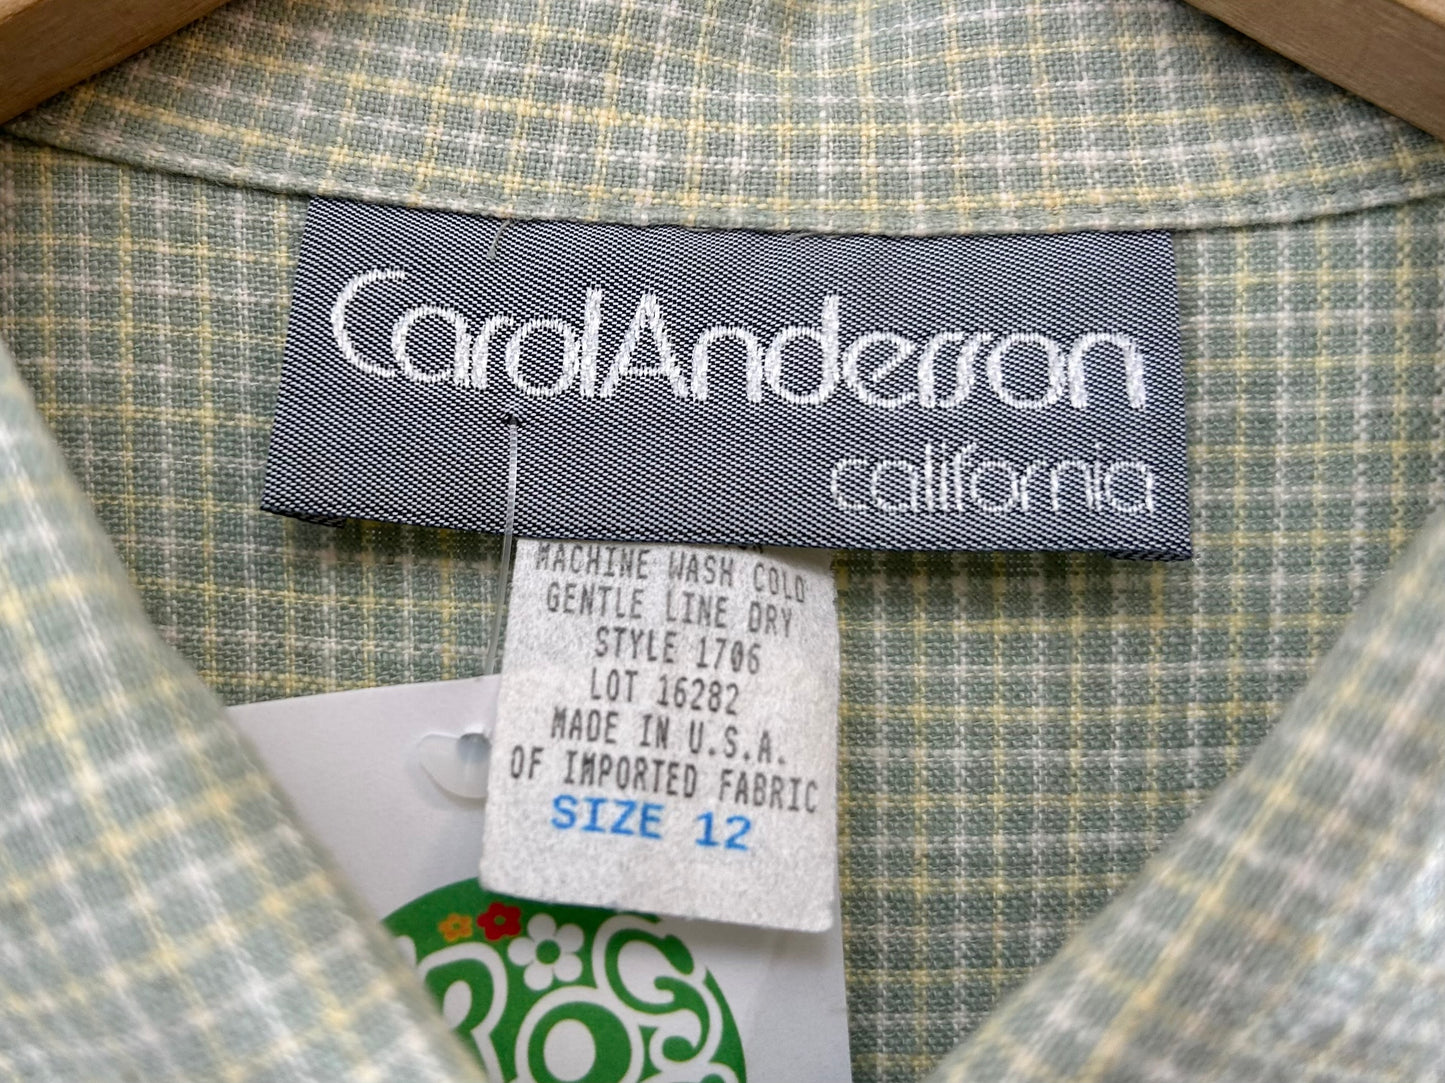 CarolAnderson
california
MACHINE WASH COLD
GENTLE LINE DRY
STYLE 1706
LOT 16282
MADE IN U.S.A.
OF IMPORTED FABRIC
SIZE 12